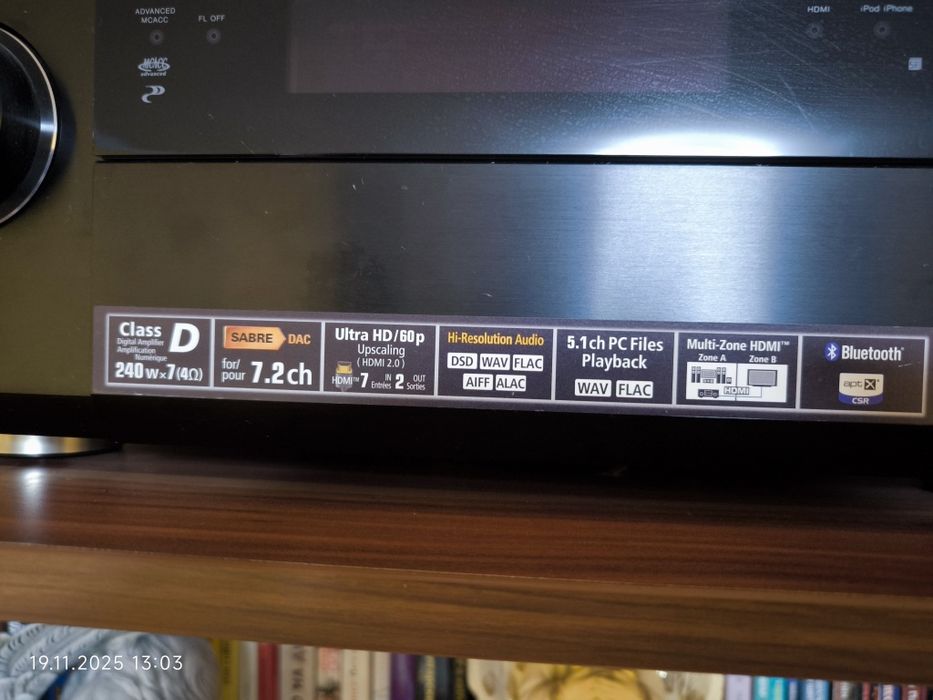 ADVANCED
MCACC
FL OFF
HDMI
iPod iPhone
MCACC
advanced
Class D
Digital Amplifier
Amplification
Numérique
240 W×7(4Ω)
SABRE DAC
for/
pour 7.2ch
Ultra HD/60p
Upscaling
( HDMI 2.0 )
HDMI™ 7 IN
Entrées 2 OUT
Sorties
Hi-Resolution Audio
DSD WAV FLAC
AIFF ALAC
5.1ch PC Files
Playback
WAV FLAC
Multi-Zone HDMI™
Zone A Zone B
HDMI
Bluetooth®
aptX®
CSR
19.11.2025 13:03